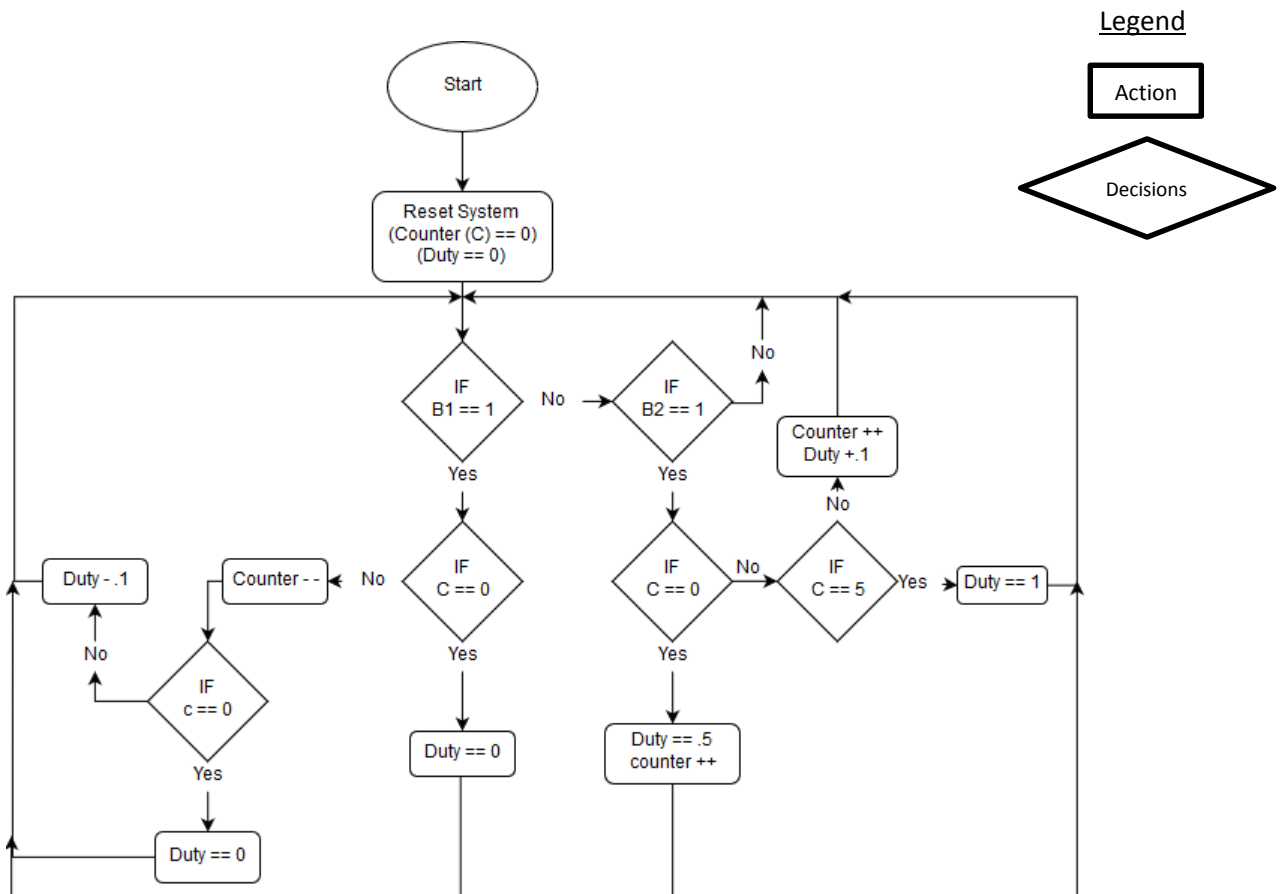 Legend
Action
Decisions
Start
Reset System
(Counter (C) == 0)
(Duty == 0)
IF
B1 == 1
No
IF
B2 == 1
No
Yes
Yes
Counter ++
Duty +.1
No
IF
C == 0
No
Counter - -
Duty - .1
No
IF
c == 0
Yes
Duty == 0
Yes
Duty == 0
IF
C == 0
No
IF
C == 5
Yes
Duty == 1
Yes
Duty == .5
counter ++